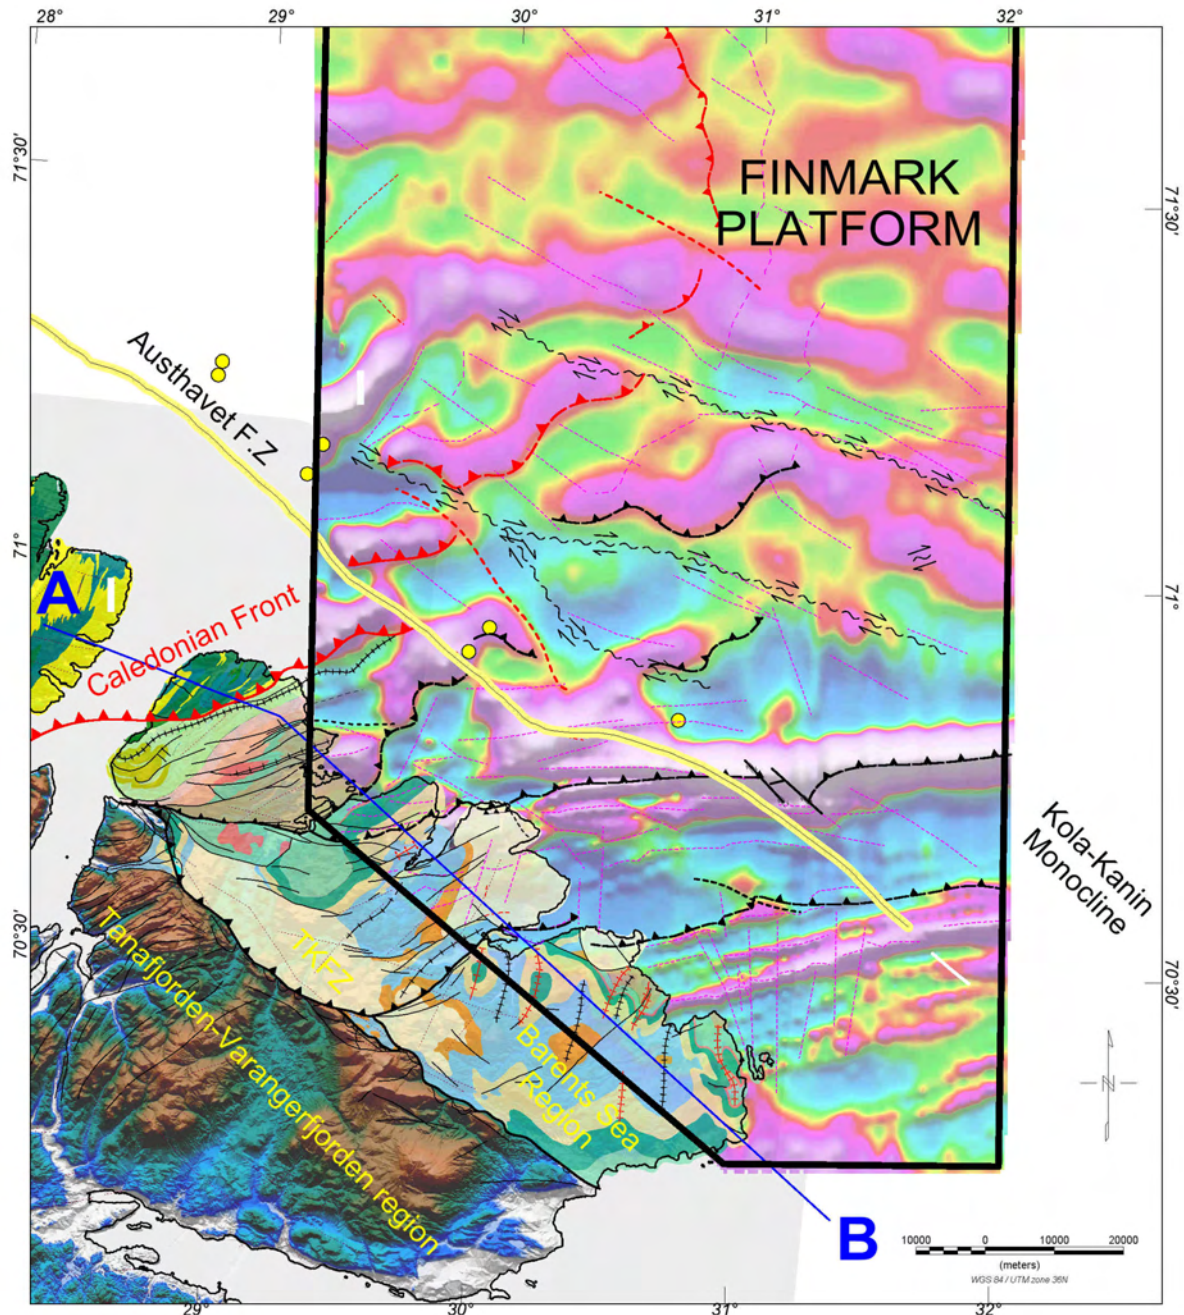 28°
29°
30°
31°
32°
71°30'
71°30'
FINMARK
PLATFORM
Austhavet F.Z
I
71°
71°
A
I
Caledonian Front
Kola-Kanin
Monocline
70°30'
70°30'
TKFZ
Tranafjorden-Varangerfjorden region
Barents Sea
Region
N
B
10000 0 10000 20000
(meters)
WGS 84 / UTM zone 36N
29°
30°
31°
32°